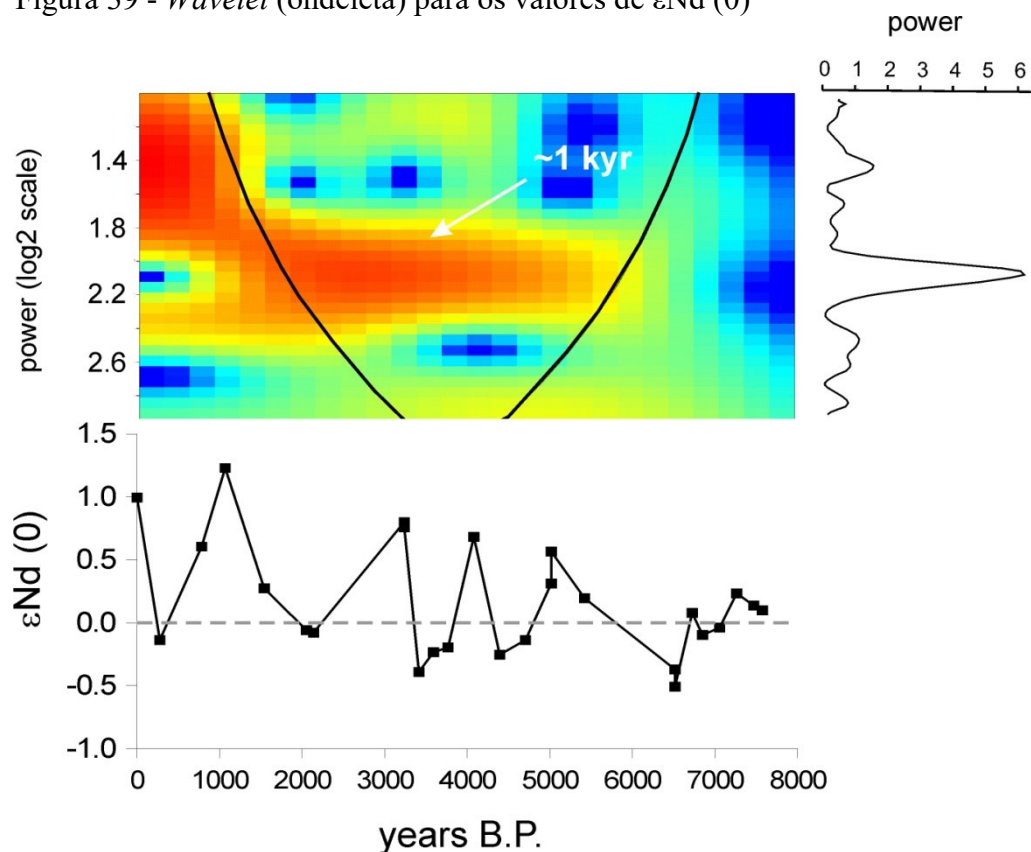 Figura 39 - Wavelet (ondeleta) para os valores de εNd (0)
power
0 1 2 3 4 5 6
power (log2 scale)
1.4
1.8
2.2
2.6
~1 kyr
εNd (0)
1.5
1.0
0.5
0.0
-0.5
-1.0
0 1000 2000 3000 4000 5000 6000 7000 8000
years B.P.